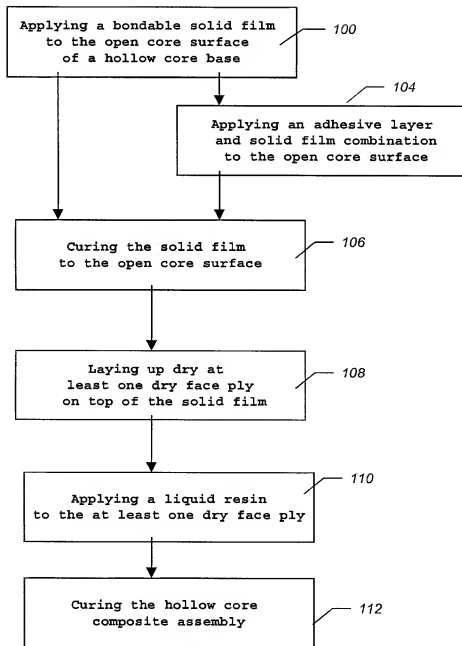 Applying a bondable solid film
to the open core surface
of a hollow core base
100
104
Applying an adhesive layer
and solid film combination
to the open core surface
Curing the solid film
to the open core surface
106
Laying up dry at
least one dry face ply
on top of the solid film
108
Applying a liquid resin
to the at least one dry face ply
110
Curing the hollow core
composite assembly
112